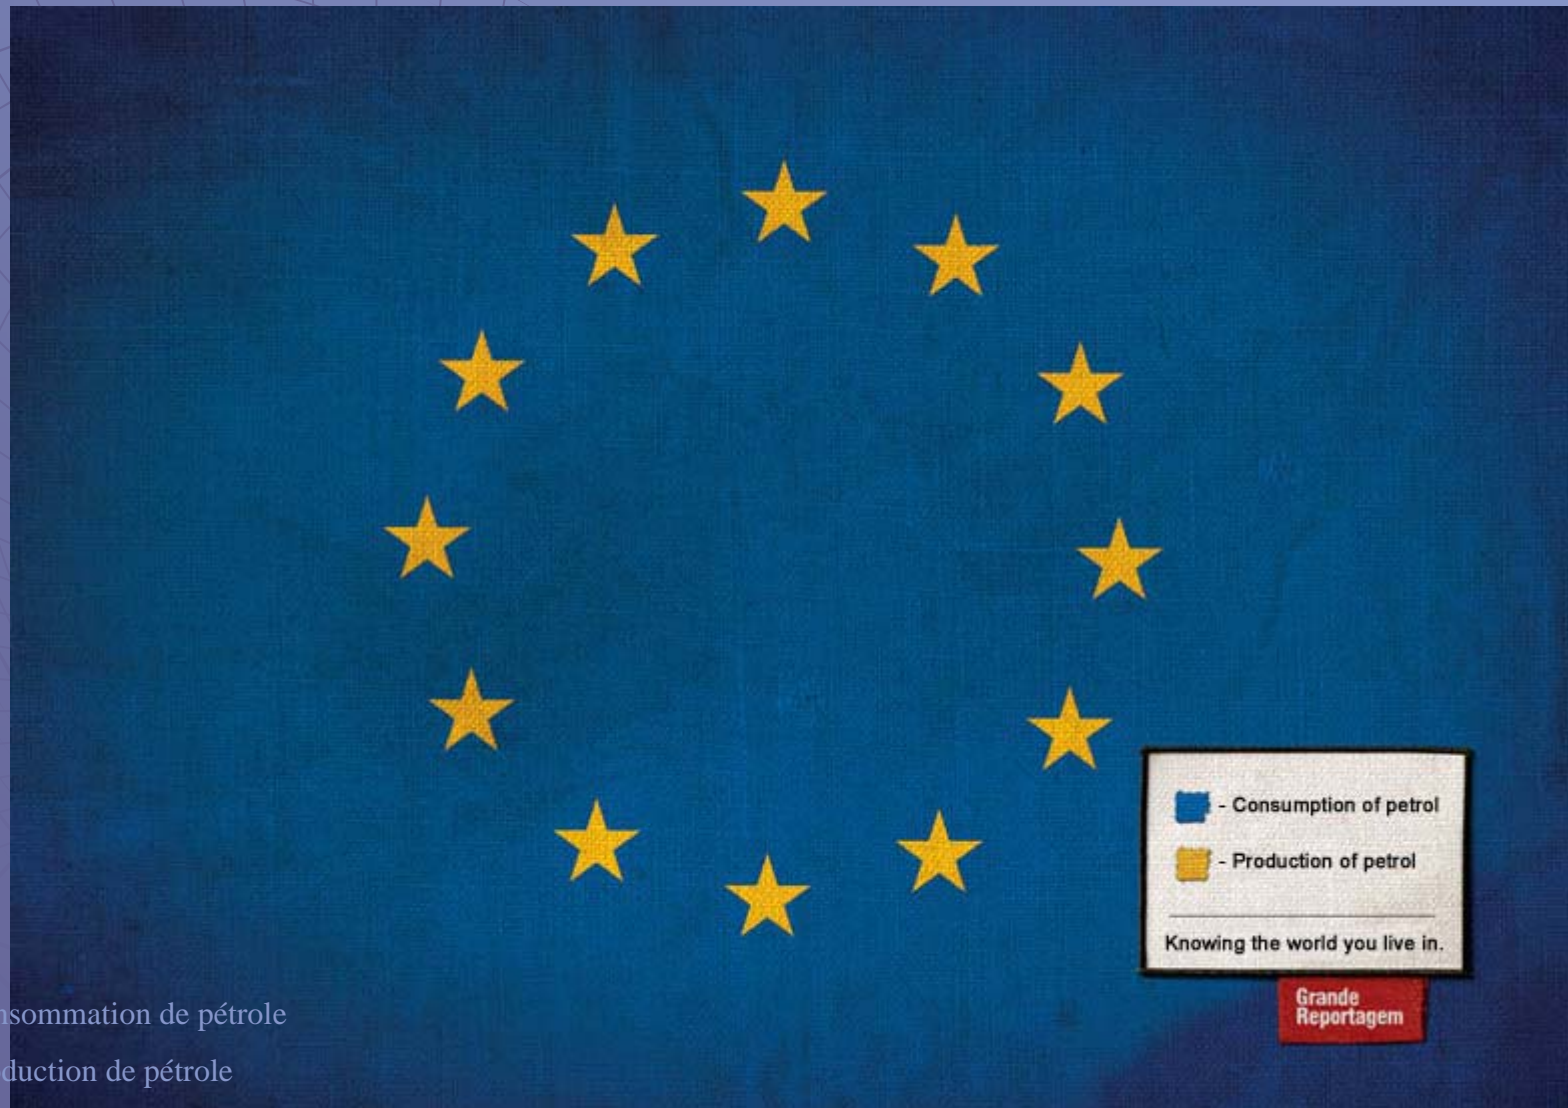 - Consumption of petrol
- Production of petrol
Knowing the world you live in.
Grande
Reportagem
nsommation de pétrole
duction de pétrole